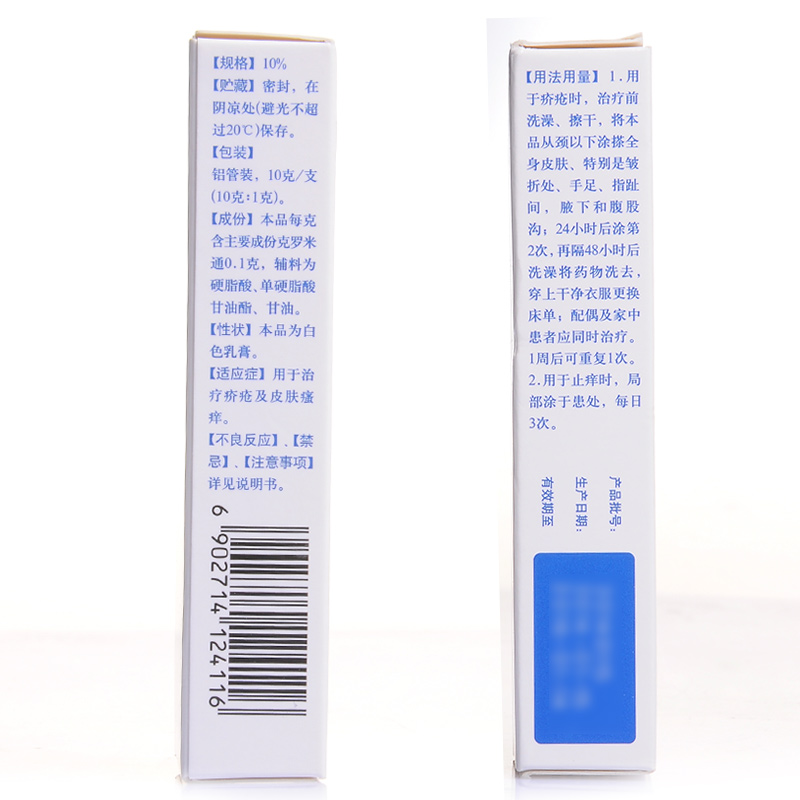 【规格】10%
【贮藏】密封，在
阴凉处(避光不超
过20℃)保存。
【包装】
铝管装，10克/支
(10克:1克)。
【成份】本品每克
含主要成份克罗米
通0.1克，辅料为
硬脂酸、单硬脂酸
甘油酯、甘油。
【性状】本品为白
色乳膏。
【适应症】用于治
疗疥疮及皮肤瘙
痒。
【不良反应】、【禁
忌】、【注意事项】
详见说明书。
6 902714 124116
【用法用量】1.用
于疥疮时，治疗前
洗澡、擦干，将本
品从颈以下涂搽全
身皮肤、特别是皱
折处、手足、指趾
间，腋下和腹股
沟；24小时后涂第
2次，再隔48小时后
洗澡将药物洗去，
穿上干净衣服更换
床单；配偶及家中
患者应同时治疗。
1周后可重复1次。
2.用于止痒时，局
部涂于患处，每日
3次。
产品批号：
生产日期：
有效期至